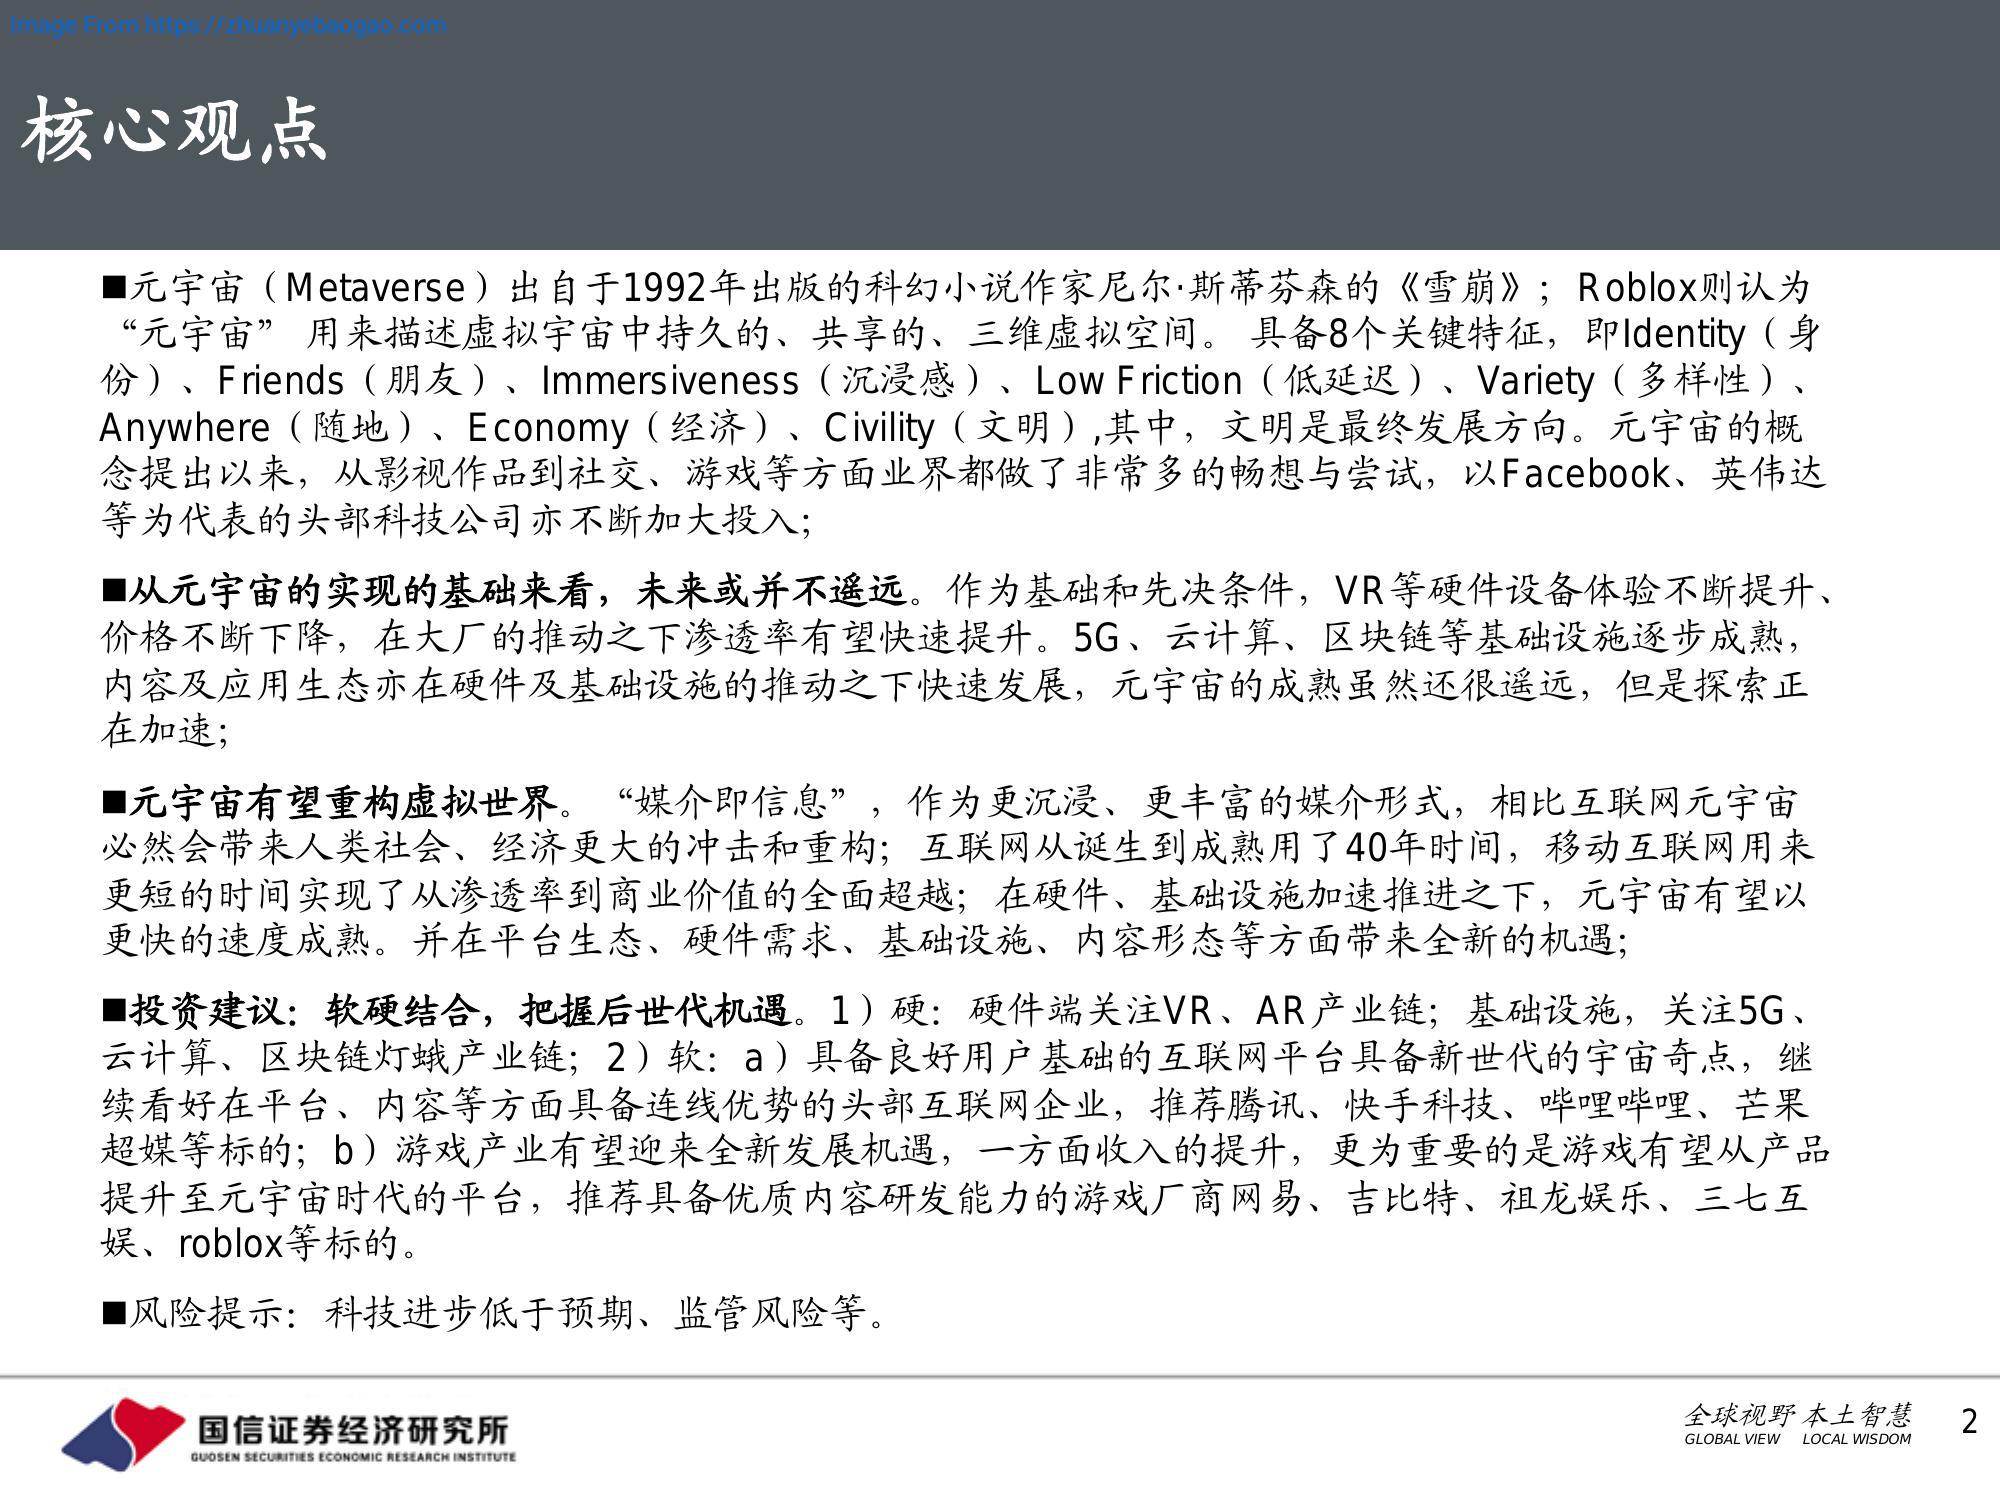 Image From https://zhuanyebaogao.com
核心观点
■元宇宙（Metaverse）出自于1992年出版的科幻小说作家尼尔·斯蒂芬森的《雪崩》；Roblox则认为
“元宇宙” 用来描述虚拟宇宙中持久的、共享的、三维虚拟空间。 具备8个关键特征，即Identity（身
份）、Friends（朋友）、Immersiveness（沉浸感）、Low Friction（低延迟）、Variety（多样性）、
Anywhere（随地）、Economy（经济）、Civility（文明）,其中，文明是最终发展方向。元宇宙的概
念提出以来，从影视作品到社交、游戏等方面业界都做了非常多的畅想与尝试，以Facebook、英伟达
等为代表的头部科技公司亦不断加大投入；
■从元宇宙的实现的基础来看，未来或并不遥远。作为基础和先决条件，VR等硬件设备体验不断提升、
价格不断下降，在大厂的推动之下渗透率有望快速提升。5G、云计算、区块链等基础设施逐步成熟，
内容及应用生态亦在硬件及基础设施的推动之下快速发展，元宇宙的成熟虽然还很遥远，但是探索正
在加速；
■元宇宙有望重构虚拟世界。“媒介即信息”，作为更沉浸、更丰富的媒介形式，相比互联网元宇宙
必然会带来人类社会、经济更大的冲击和重构；互联网从诞生到成熟用了40年时间，移动互联网用来
更短的时间实现了从渗透率到商业价值的全面超越；在硬件、基础设施加速推进之下，元宇宙有望以
更快的速度成熟。并在平台生态、硬件需求、基础设施、内容形态等方面带来全新的机遇；
■投资建议：软硬结合，把握后世代机遇。1）硬：硬件端关注VR、AR产业链；基础设施，关注5G、
云计算、区块链灯蛾产业链；2）软：a）具备良好用户基础的互联网平台具备新世代的宇宙奇点，继
续看好在平台、内容等方面具备连线优势的头部互联网企业，推荐腾讯、快手科技、哔哩哔哩、芒果
超媒等标的；b）游戏产业有望迎来全新发展机遇，一方面收入的提升，更为重要的是游戏有望从产品
提升至元宇宙时代的平台，推荐具备优质内容研发能力的游戏厂商网易、吉比特、祖龙娱乐、三七互
娱、roblox等标的。
■风险提示：科技进步低于预期、监管风险等。
国信证券经济研究所
GUOSEN SECURITIES ECONOMIC RESEARCH INSTITUTE
全球视野 本土智慧
GLOBAL VIEW LOCAL WISDOM
2